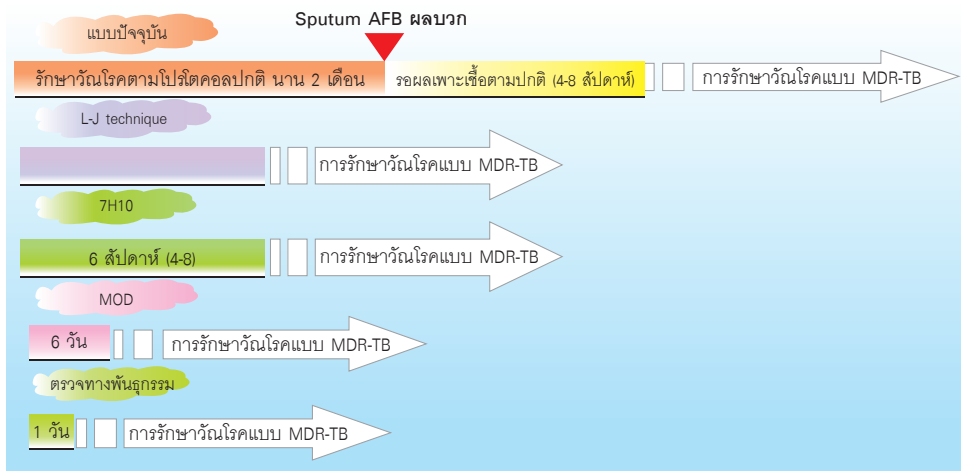 Sputum AFB ผลบวก
แบบปัจจุบัน
รักษาวัณโรคตามโปรโตคอลปกติ นาน 2 เดือน
รอผลเพาะเชื้อตามปกติ (4-8 สัปดาห์)
การรักษาวัณโรคแบบ MDR-TB
L-J technique
การรักษาวัณโรคแบบ MDR-TB
7H10
6 สัปดาห์ (4-8)
การรักษาวัณโรคแบบ MDR-TB
MOD
6 วัน
การรักษาวัณโรคแบบ MDR-TB
ตรวจทางพันธุกรรม
1 วัน
การรักษาวัณโรคแบบ MDR-TB